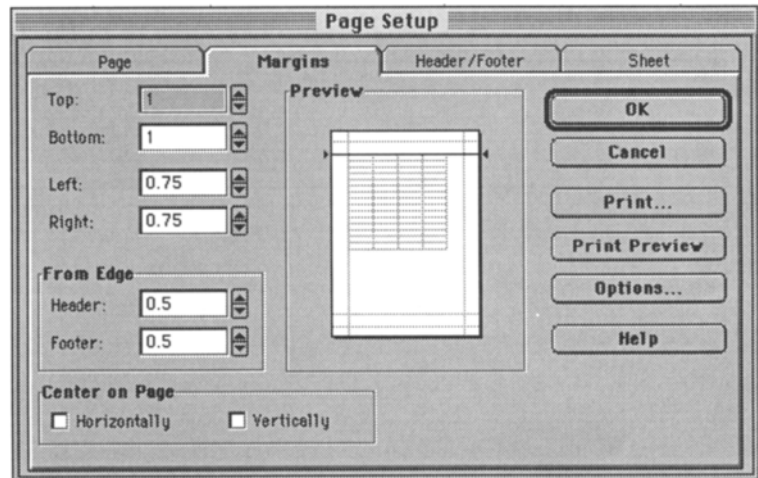 Page Setup
Page
Margins
Header/Footer
Sheet
Top: 1
Bottom: 1
Left: 0.75
Right: 0.75
From Edge
Header: 0.5
Footer: 0.5
Center on Page
Horizontally
Vertically
Preview
OK
Cancel
Print...
Print Preview
Options...
Help